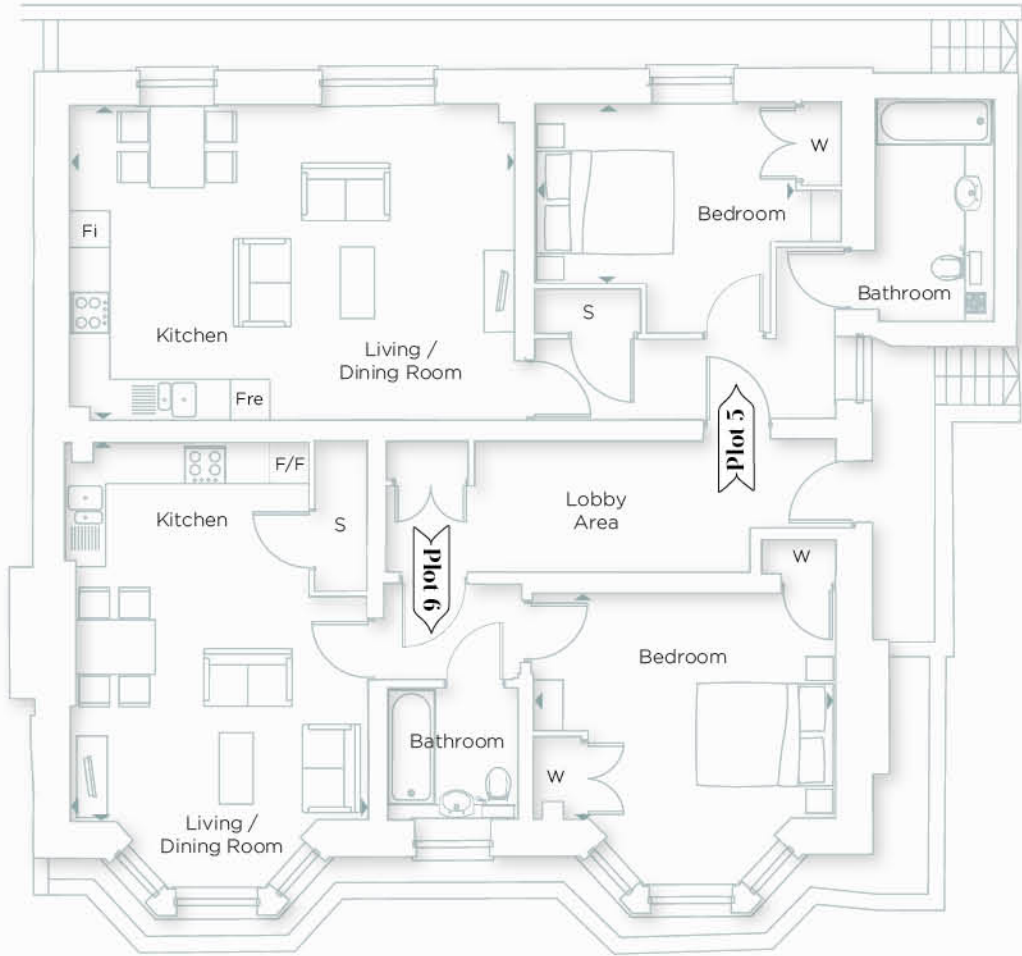 W
Bedroom
Fi
Bathroom
S
Kitchen
Living /
Dining Room
Fre
Plot 5
F/F
Kitchen
S
Lobby
Area
Plot 6
W
Bedroom
Bathroom
W
Living /
Dining Room